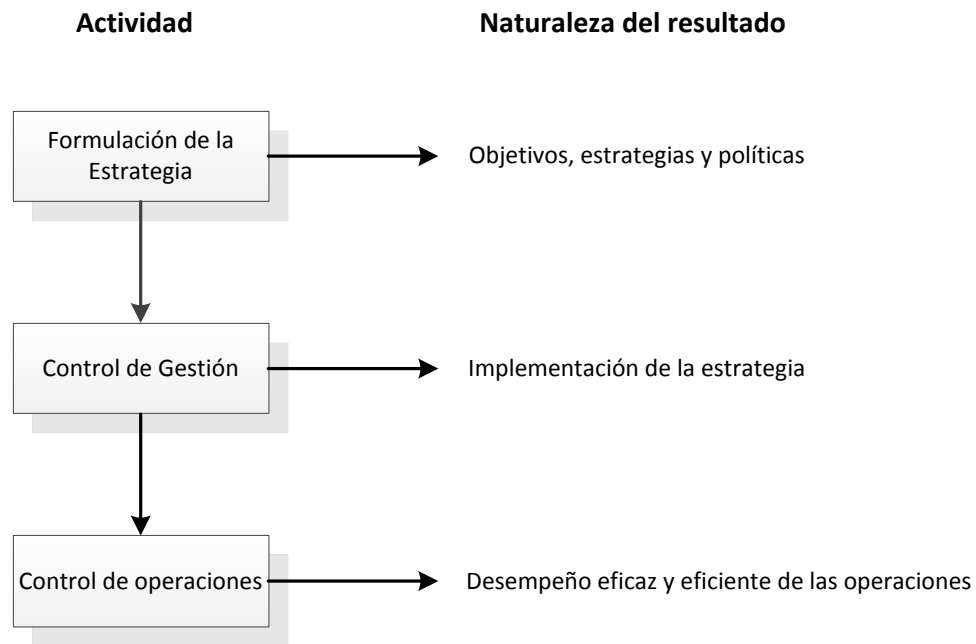 Actividad
Naturaleza del resultado
Formulación de la
Estrategia
Objetivos, estrategias y políticas
Control de Gestión
Implementación de la estrategia
Control de operaciones
Desempeño eficaz y eficiente de las operaciones